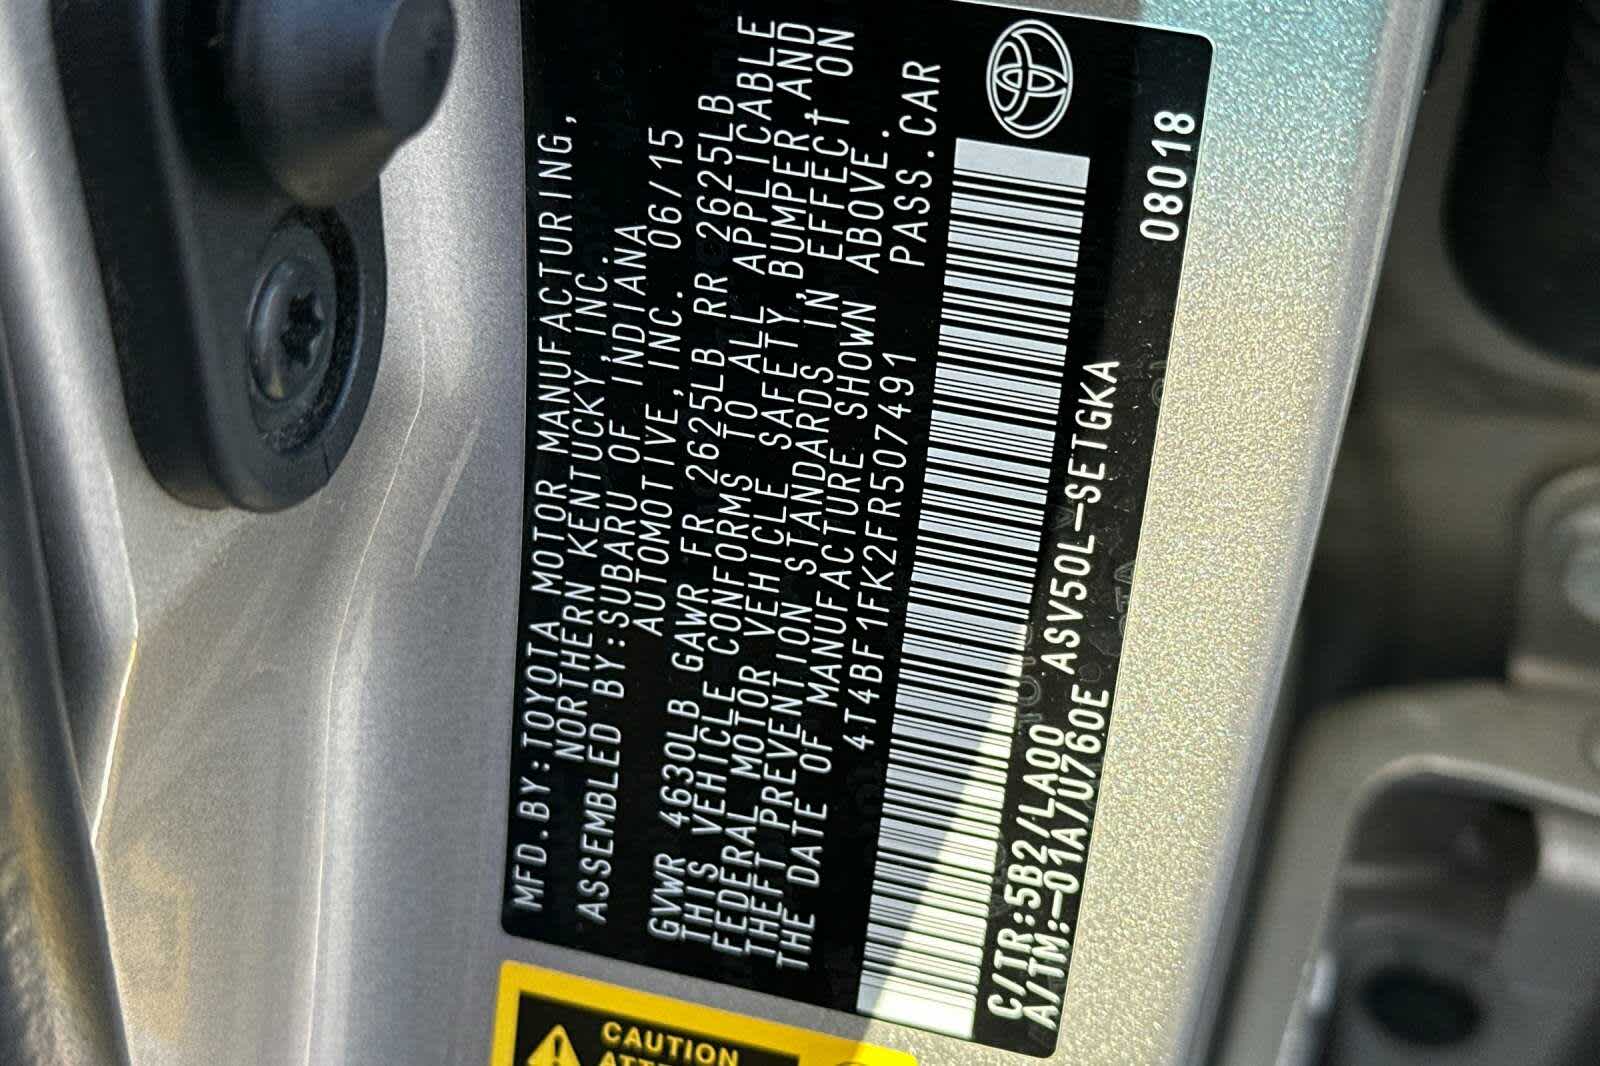 MFD.BY:TOYOTA MOTOR MANUFACTURING,
NORTHERN KENTUCKY,INC.
ASSEMBLED BY:SUBARU OF INDIANA
AUTOMOTIVE,INC. 06/15
GVWR 4630LB GAWR FR 2625LB RR 2625LB
THIS VEHICLE CONFORMS TO ALL APPLICABLE
FEDERAL MOTOR VEHICLE SAFETY,BUMPER,AND
THEFT PREVENTION STANDARDS IN EFFECT ON
THE DATE OF MANUFACTURE SHOWN ABOVE.
4T4BF1FK2FR507491 PASS.CAR
C/TR:5B2/LA00 ASV50L-SETGKA
A/TM:-01A/U760E
08018
CAUTION